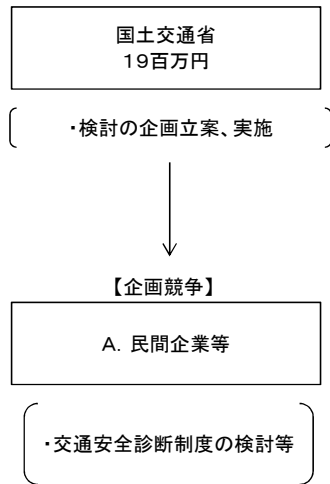 国土交通省
19百万円
・検討の企画立案、実施
【企画競争】
A．民間企業等
・交通安全診断制度の検討等